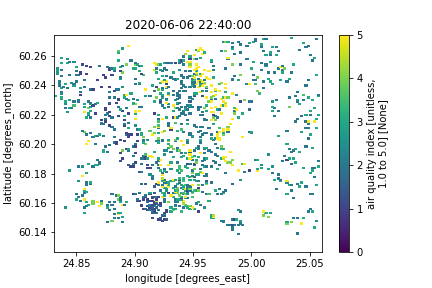 2020-06-06 22:40:00
60.26
60.24
60.22
60.20
60.18
60.16
60.14
latitude [degrees_north]
24.85 24.90 24.95 25.00 25.05
longitude [degrees_east]
5
4
3
2
1
0
air quality index [unitless,
1.0 to 5.0] [None]